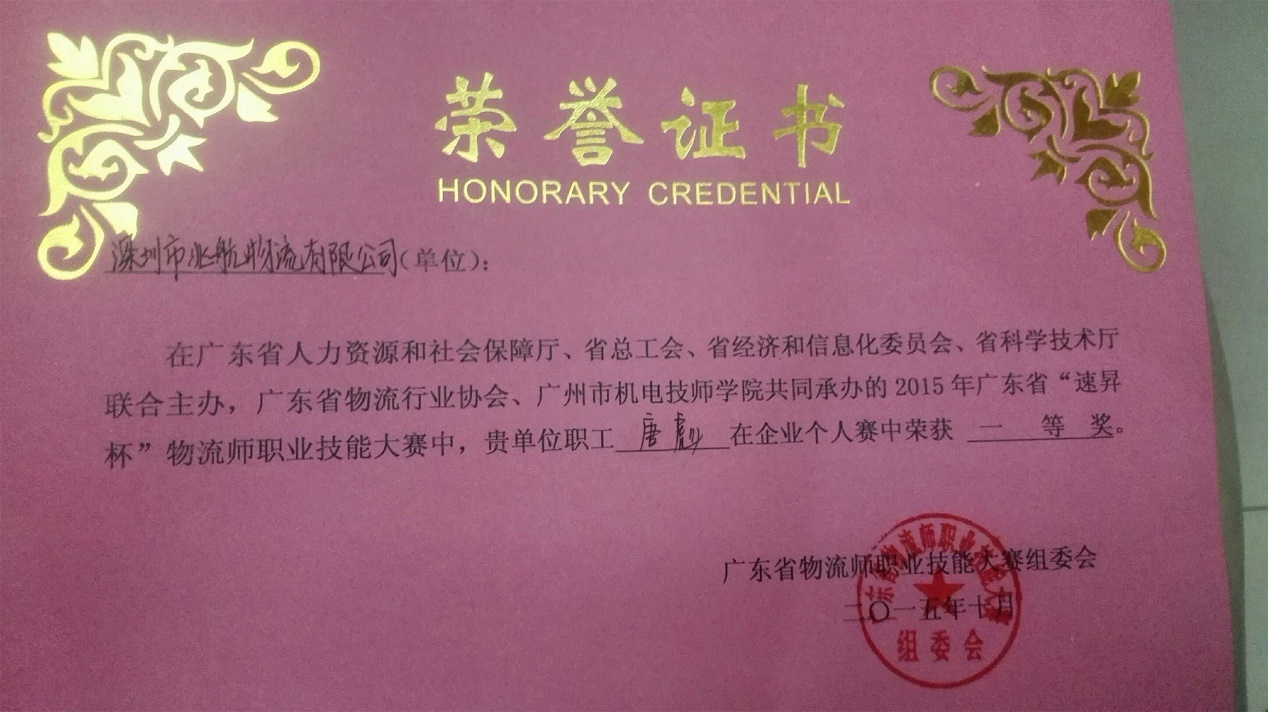 荣誉证书
HONORARY CREDENTIAL
深圳市兆航物流有限公司(单位):
在广东省人力资源和社会保障厅、省总工会、省经济和信息化委员会、省科学技术厅
联合主办，广东省物流行业协会、广州市机电技师学院共同承办的 2015 年广东省“速昇
杯”物流师职业技能大赛中，贵单位职工 唐彪 在企业个人赛中荣获 一 等 奖。
广东省物流师职业技能大赛组委会
二〇一五年十月
组委会